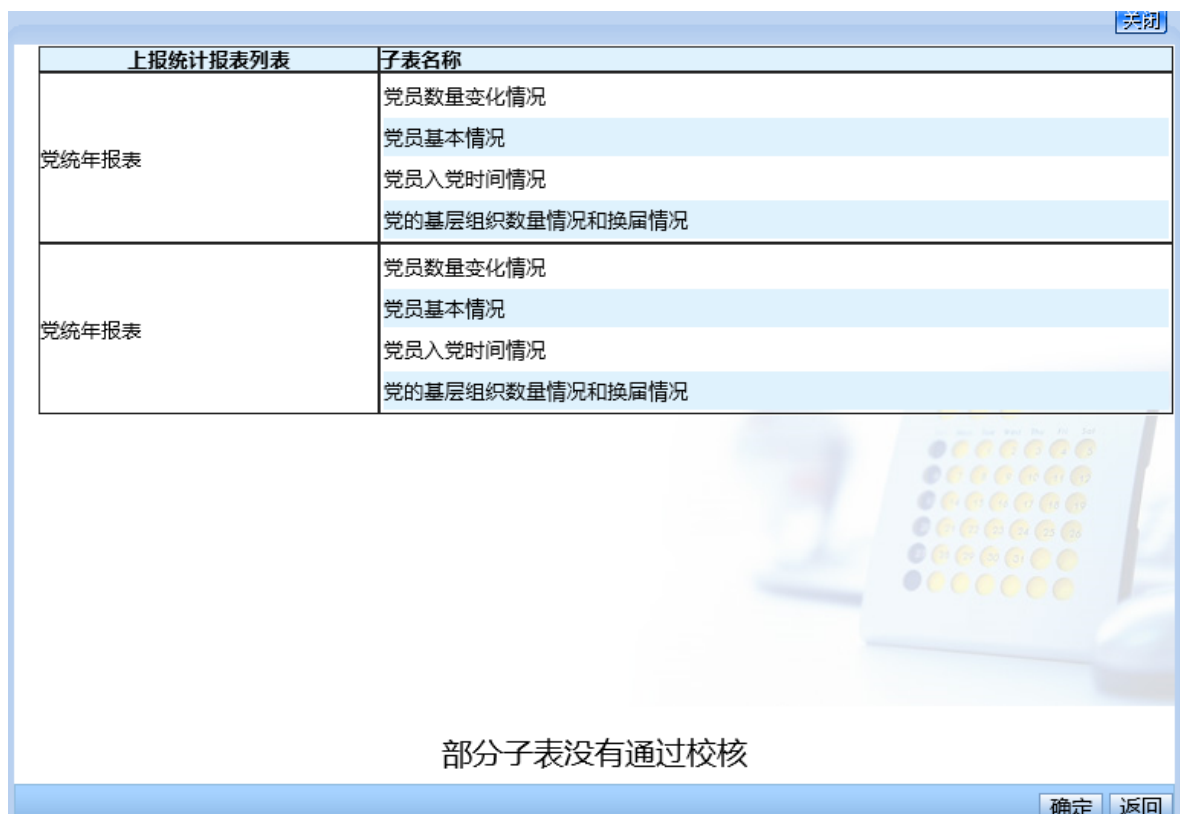 关闭
上报统计报表列表 子表名称
党员数量变化情况
党员基本情况
党统年报表
党员入党时间情况
党的基层组织数量情况和换届情况
党员数量变化情况
党员基本情况
党统年报表
党员入党时间情况
党的基层组织数量情况和换届情况
部分子表没有通过校核
确定 返回